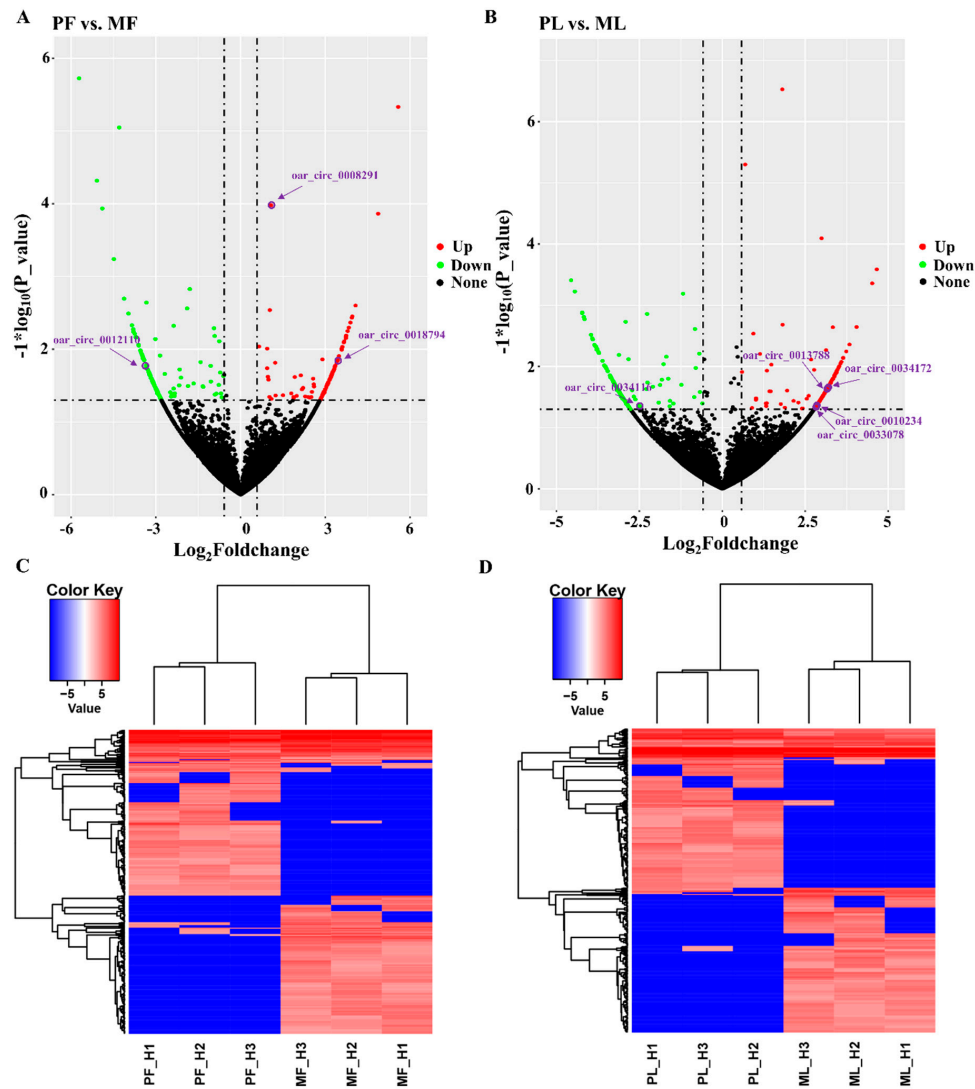 A
PF vs. MF
6
4
2
0
-1*log10(P_value)
-6
-3
0
3
6
Log2Foldchange
oar_circ_0008291
oar_circ_0012110
oar_circ_0018794
Up
Down
None
B
PL vs. ML
6
4
2
0
-1*log10(P_value)
-5
-2.5
0
2.5
5
Log2Foldchange
oar_circ_0013788
oar_circ_0034172
oar_circ_0034116
oar_circ_0010234
oar_circ_0033078
Up
Down
None
C
Color Key
−5
5
Value
PF_H1
PF_H2
PF_H3
MF_H3
MF_H2
MF_H1
D
Color Key
−5
5
Value
PL_H1
PL_H3
PL_H2
ML_H3
ML_H2
ML_H1